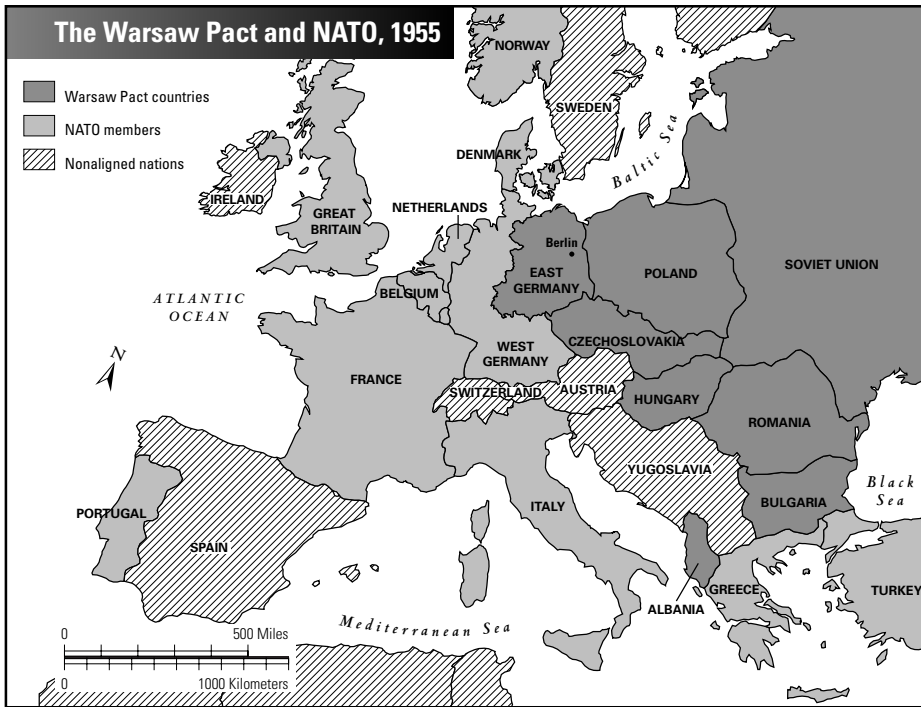 The Warsaw Pact and NATO, 1955
Warsaw Pact countries
NATO members
Nonaligned nations
NORWAY
SWEDEN
Baltic Sea
DENMARK
IRELAND
GREAT
BRITAIN
NETHERLANDS
Berlin
EAST
GERMANY
POLAND
SOVIET UNION
BELGIUM
ATLANTIC
OCEAN
N
WEST
GERMANY
CZECHOSLOVAKIA
FRANCE
SWITZERLAND
AUSTRIA
HUNGARY
ROMANIA
YUGOSLAVIA
Black
Sea
BULGARIA
PORTUGAL
SPAIN
ITALY
ALBANIA
GREECE
TURKEY
Mediterranean Sea
0 500 Miles
0 1000 Kilometers